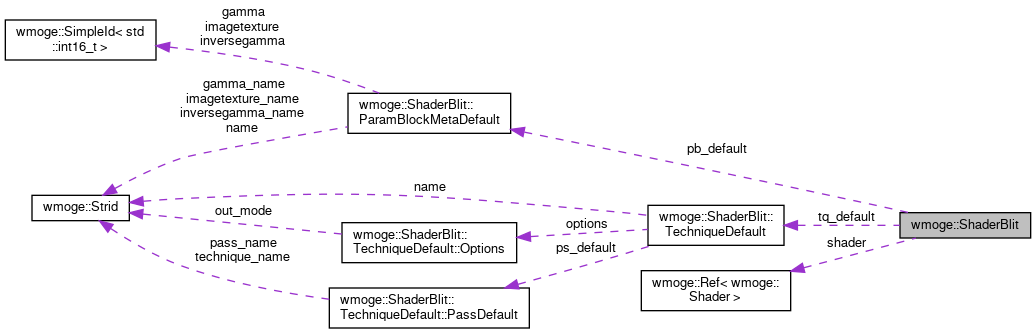 gamma
imagetexture
inversegamma
wmoge::SimpleId< std
::int16_t >
gamma_name
imagetexture_name
inversegamma_name
name
wmoge::ShaderBlit::
ParamBlockMetaDefault
pb_default
wmoge::Strid
name
out_mode
pass_name
technique_name
wmoge::ShaderBlit::
TechniqueDefault::Options
options
ps_default
wmoge::ShaderBlit::
TechniqueDefault
tq_default
shader
wmoge::ShaderBlit
wmoge::ShaderBlit::
TechniqueDefault::PassDefault
wmoge::Ref< wmoge::
Shader >